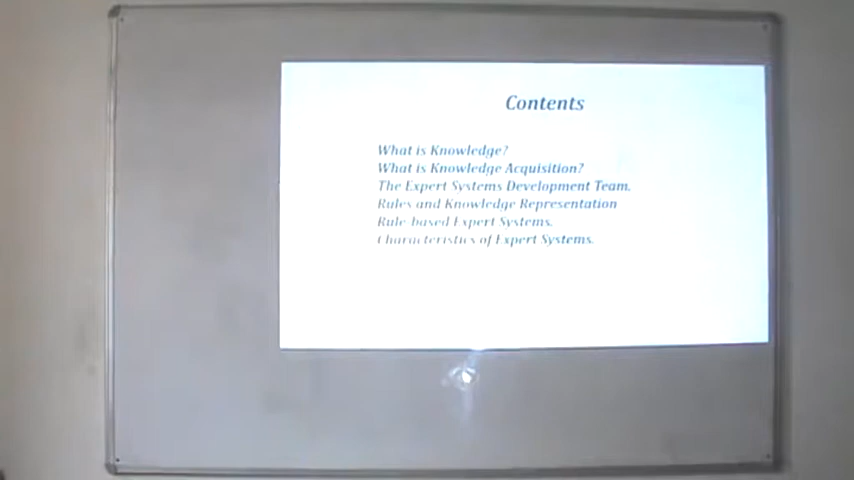 Contents
What is Knowledge?
What is Knowledge Acquisition?
The Expert Systems Development Team.
Rules and Knowledge Representation
Rule-based Expert Systems.
Characteristics of Expert Systems.